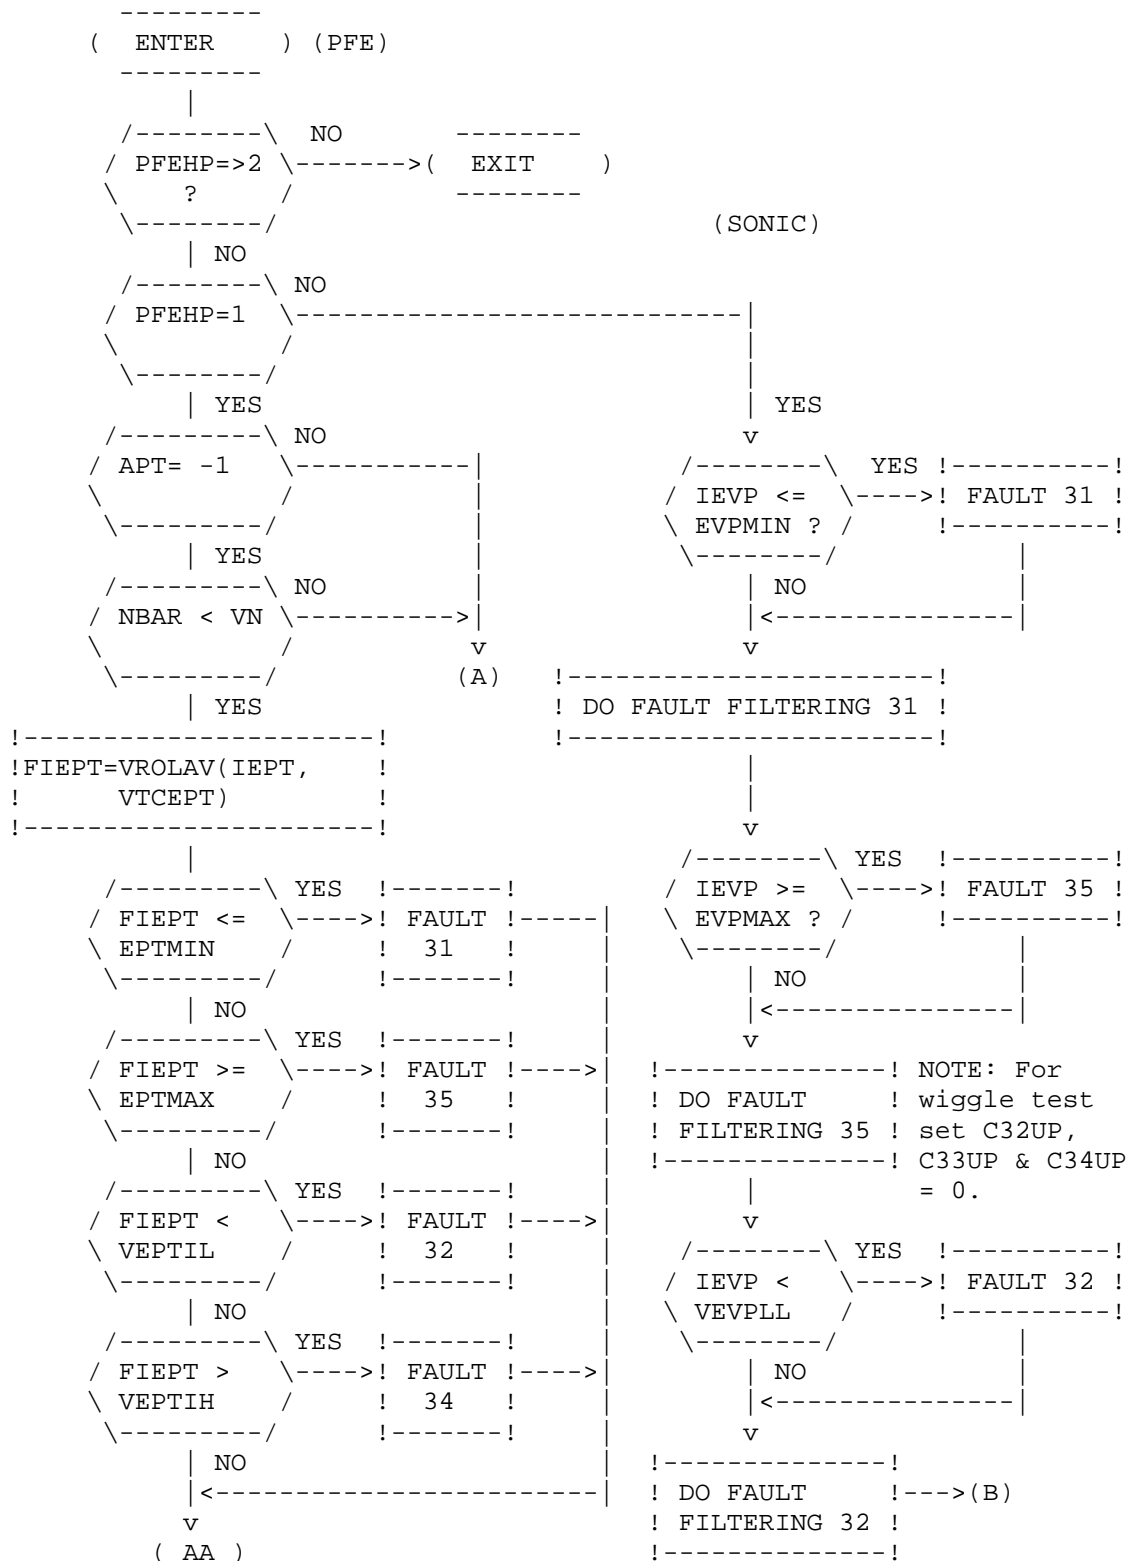 ---------
( ENTER ) (PFE)
---------
|
/--------\ NO --------
/ PFEHP=>2 \------->( EXIT )
\ ? / --------
\--------/ (SONIC)
| NO
/--------\ NO
/ PFEHP=1 \----------------------------|
\ / |
\--------/ |
| YES | YES
/---------\ NO v
/ APT= -1 \-----------| /--------\ YES !----------!
\ / | / IEVP <= \---->! FAULT 31 !
\---------/ | \ EVPMIN ? / !----------!
| YES | \--------/ |
/---------\ NO | | NO |
/ NBAR < VN \---------->| |<---------------|
\ / v v
\---------/ (A) !-----------------------!
| YES ! DO FAULT FILTERING 31 !
!----------------------! !-----------------------!
!FIEPT=VROLAV(IEPT, ! |
! VTCEPT) ! |
!----------------------! v
| /--------\ YES !----------!
/---------\ YES !-------! / IEVP >= \---->! FAULT 35 !
/ FIEPT <= \---->! FAULT !-----| \ EVPMAX ? / !----------!
\ EPTMIN / ! 31 ! | \--------/ |
\---------/ !-------! | | NO |
| NO | |<---------------|
/---------\ YES !-------! | v
/ FIEPT >= \---->! FAULT !---->| !--------------! NOTE: For
\ EPTMAX / ! 35 ! | ! DO FAULT ! wiggle test
\---------/ !-------! | ! FILTERING 35 ! set C32UP,
| NO | !--------------! C33UP & C34UP
/---------\ YES !-------! | | = 0.
/ FIEPT < \---->! FAULT !---->| v
\ VEPTIL / ! 32 ! | /--------\ YES !----------!
\---------/ !-------! | / IEVP < \---->! FAULT 32 !
| NO | \ VEVPLL / !----------!
/---------\ YES !-------! | \--------/ |
/ FIEPT > \---->! FAULT !---->| | NO |
\ VEPTIH / ! 34 ! | |<---------------|
\---------/ !-------! | v
| NO | !--------------!
|<------------------------| ! DO FAULT !--->(B)
v ! FILTERING 32 !
( AA ) !--------------!